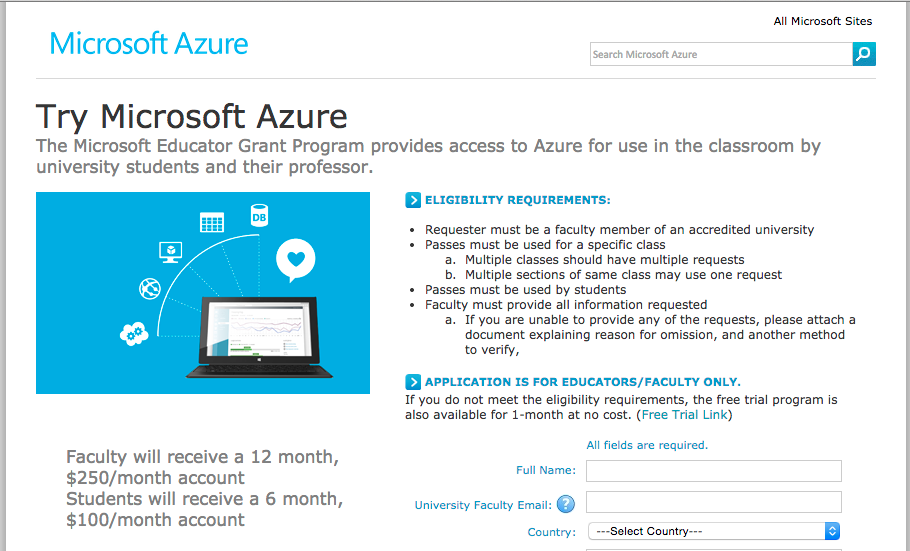 All Microsoft Sites
Microsoft Azure
Search Microsoft Azure
Try Microsoft Azure
The Microsoft Educator Grant Program provides access to Azure for use in the classroom by
university students and their professor.
DB
ELIGIBILITY REQUIREMENTS:
• Requester must be a faculty member of an accredited university
• Passes must be used for a specific class
a. Multiple classes should have multiple requests
b. Multiple sections of same class may use one request
• Passes must be used by students
• Faculty must provide all information requested
a. If you are unable to provide any of the requests, please attach a
document explaining reason for omission, and another method
to verify,
APPLICATION IS FOR EDUCATORS/FACULTY ONLY.
If you do not meet the eligibility requirements, the free trial program is
also available for 1-month at no cost. (Free Trial Link)
Faculty will receive a 12 month,
$250/month account
Students will receive a 6 month,
$100/month account
All fields are required.
Full Name:
University Faculty Email: ?
Country: ---Select Country---